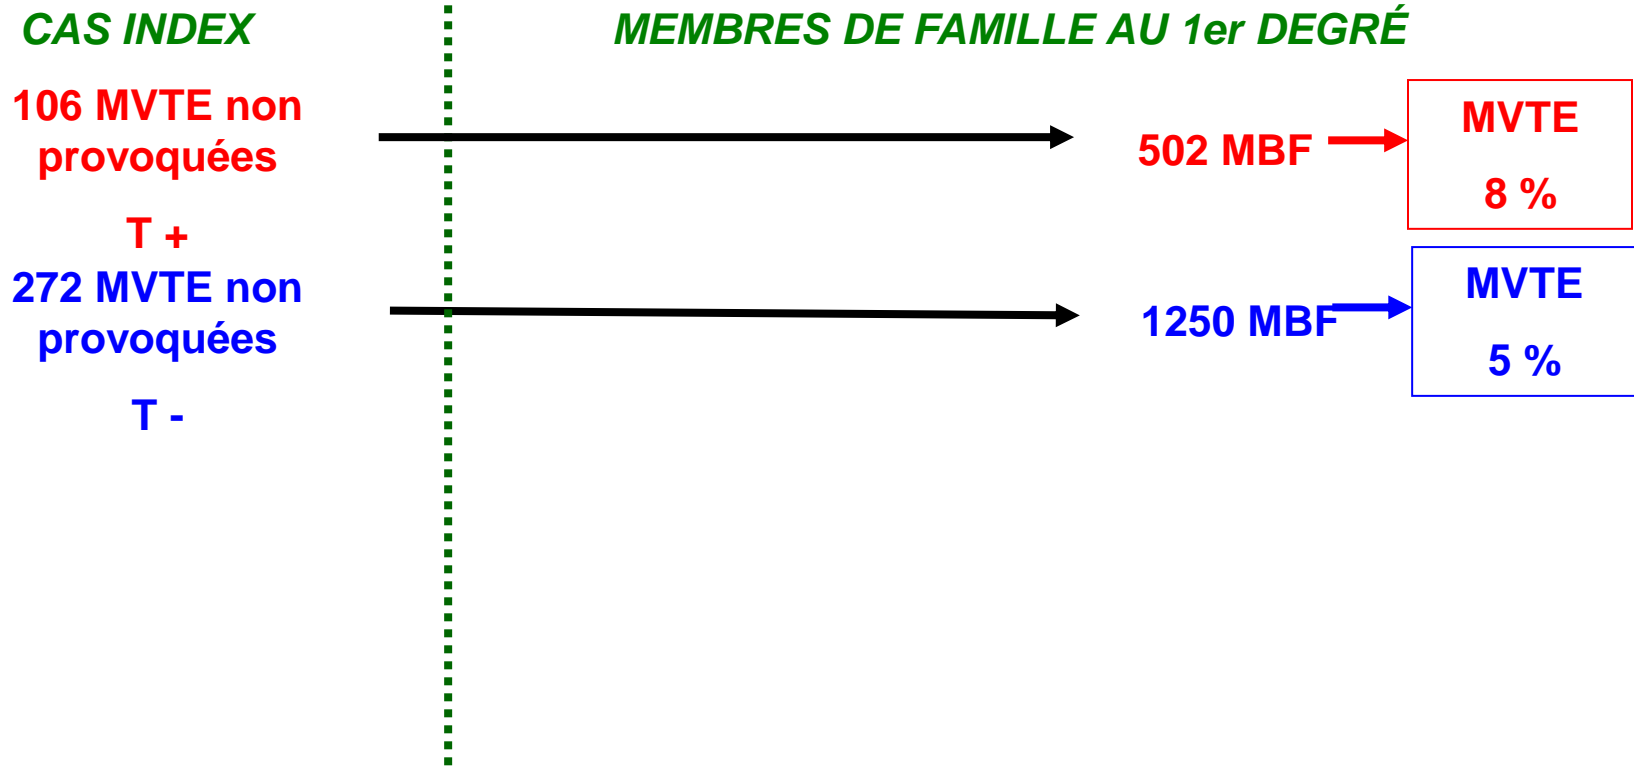 CAS INDEX
MEMBRES DE FAMILLE AU 1er DEGRÉ
106 MVTE non
provoquées
T +
502 MBF
MVTE
8 %
272 MVTE non
provoquées
T -
1250 MBF
MVTE
5 %